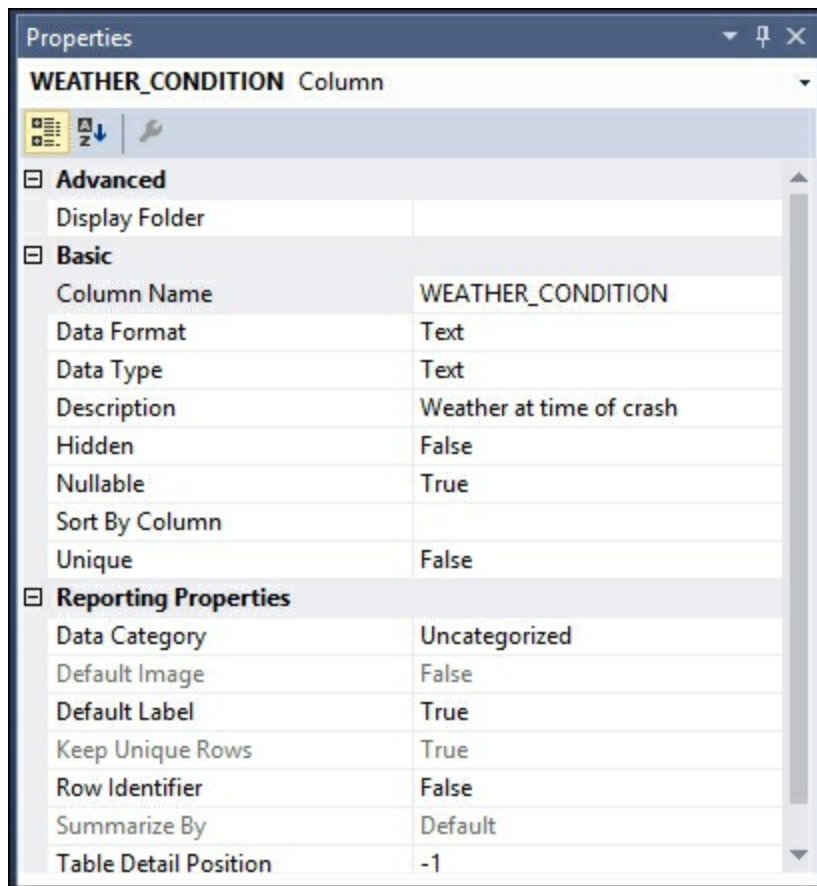 Properties
WEATHER_CONDITION Column
Advanced
Display Folder
Basic
Column Name WEATHER_CONDITION
Data Format Text
Data Type Text
Description Weather at time of crash
Hidden False
Nullable True
Sort By Column
Unique False
Reporting Properties
Data Category Uncategorized
Default Image False
Default Label True
Keep Unique Rows True
Row Identifier False
Summarize By Default
Table Detail Position -1